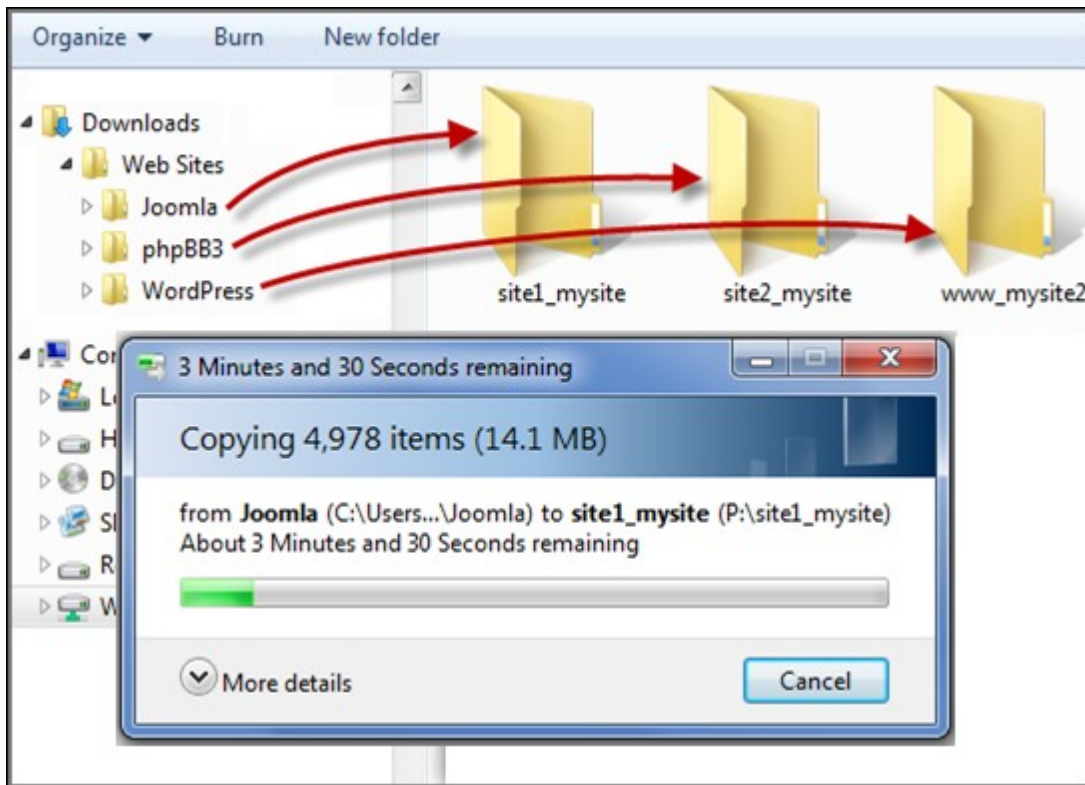 Organize Burn New folder
Downloads
Web Sites
Joomla
phpBB3
WordPress
site1_mysite site2_mysite www_mysite2
3 Minutes and 30 Seconds remaining
Copying 4,978 items (14.1 MB)
from Joomla (C:\Users...\Joomla) to site1_mysite (P:\site1_mysite)
About 3 Minutes and 30 Seconds remaining
More details Cancel